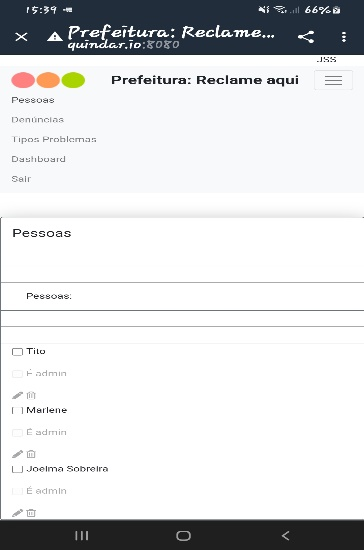 15:39
66%
Prefeitura: Reclame...
quindar.io:8080
JSS
Prefeitura: Reclame aqui
Pessoas
Denúncias
Tipos Problemas
Dashboard
Sair
Pessoas
Pessoas:
Tito
É admin
Marlene
É admin
Joelma Sobreira
É admin